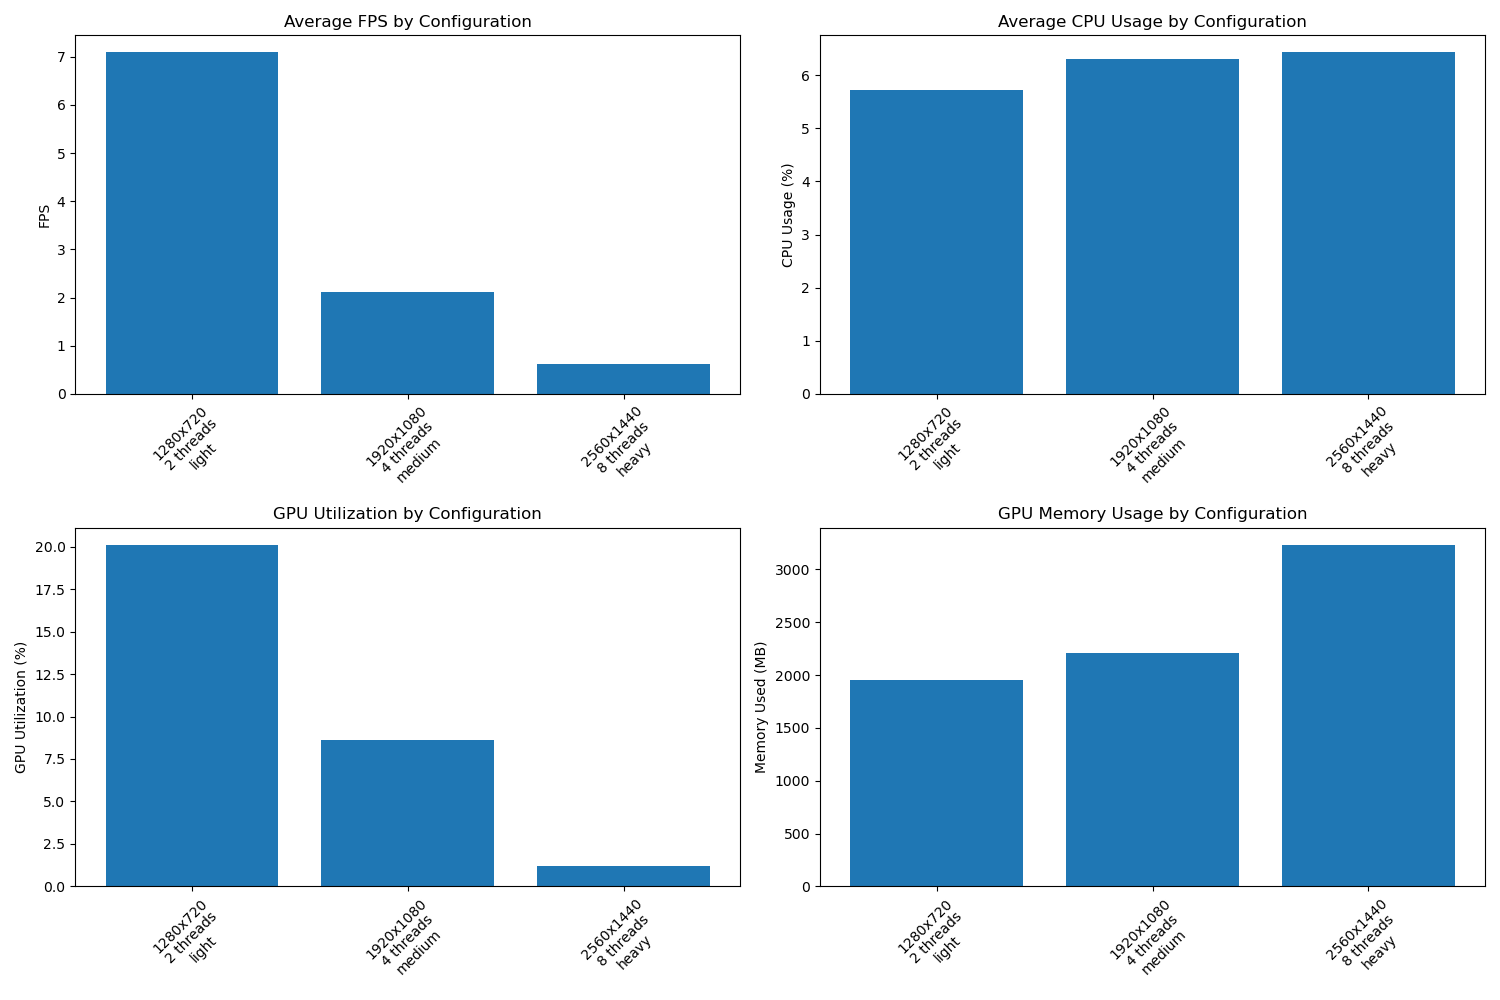 Average FPS by Configuration
FPS
7
6
5
4
3
2
1
0
1280x720
2 threads
light
1920x1080
4 threads
medium
2560x1440
8 threads
heavy
Average CPU Usage by Configuration
CPU Usage (%)
6
5
4
3
2
1
0
1280x720
2 threads
light
1920x1080
4 threads
medium
2560x1440
8 threads
heavy
GPU Utilization by Configuration
GPU Utilization (%)
20.0
17.5
15.0
12.5
10.0
7.5
5.0
2.5
0.0
1280x720
2 threads
light
1920x1080
4 threads
medium
2560x1440
8 threads
heavy
GPU Memory Usage by Configuration
Memory Used (MB)
3000
2500
2000
1500
1000
500
0
1280x720
2 threads
light
1920x1080
4 threads
medium
2560x1440
8 threads
heavy